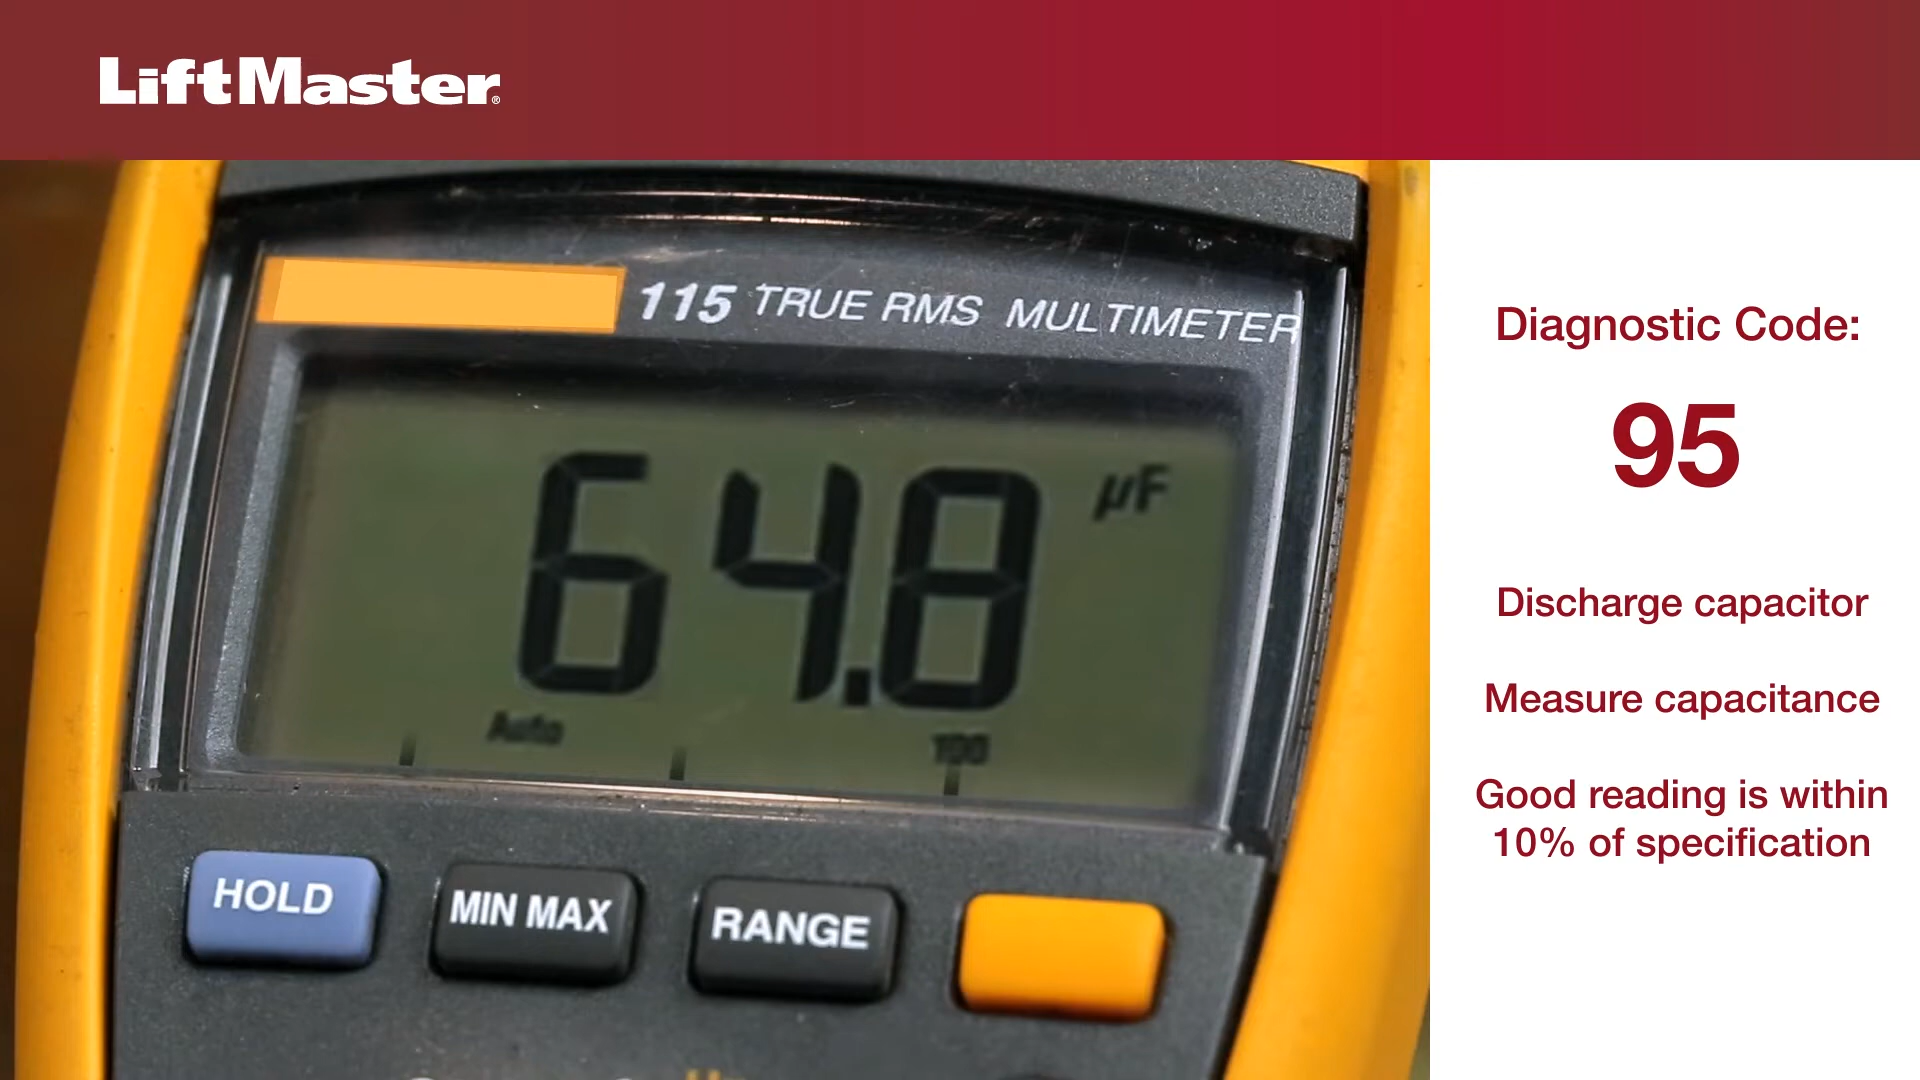 LiftMaster®
115 TRUE RMS MULTIMETER
64.8 µF
Auto
100
HOLD
MIN MAX
RANGE
Diagnostic Code:
95
Discharge capacitor
Measure capacitance
Good reading is within
10% of specification